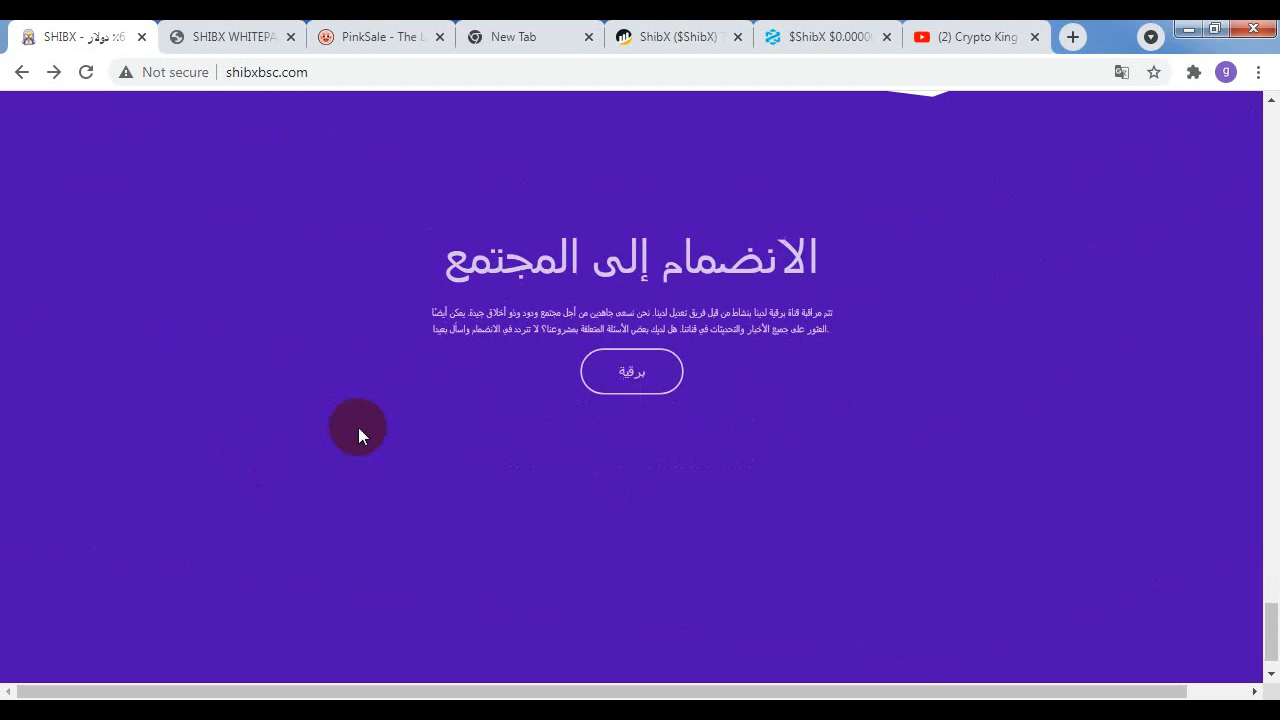 SHIBX - 6٪ دولار
SHIBX WHITEPA
PinkSale - The L
New Tab
ShibX ($ShibX) T
$ShibX $0.0000
(2) Crypto King
Not secure
shibxbsc.com
g
الانضمام إلى المجتمع
تتم مراقبة قناة برقية لدينا بنشاط من قبل فريق تعديل لدينا. نحن نسعى جاهدين من أجل مجتمع ودود وذو أخلاق جيدة. يمكن أيضًا
العثور على جميع الأخبار والتحديثات في قناتنا. هل لديك بعض الأسئلة المتعلقة بمشروعنا؟ لا تتردد في الانضمام واسأل بعيدا.
برقية